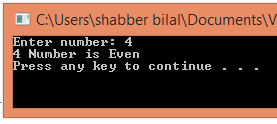 C:\Users\shabber bilal\Documents\V
Enter number: 4
4 Number is Even
Press any key to continue . . .